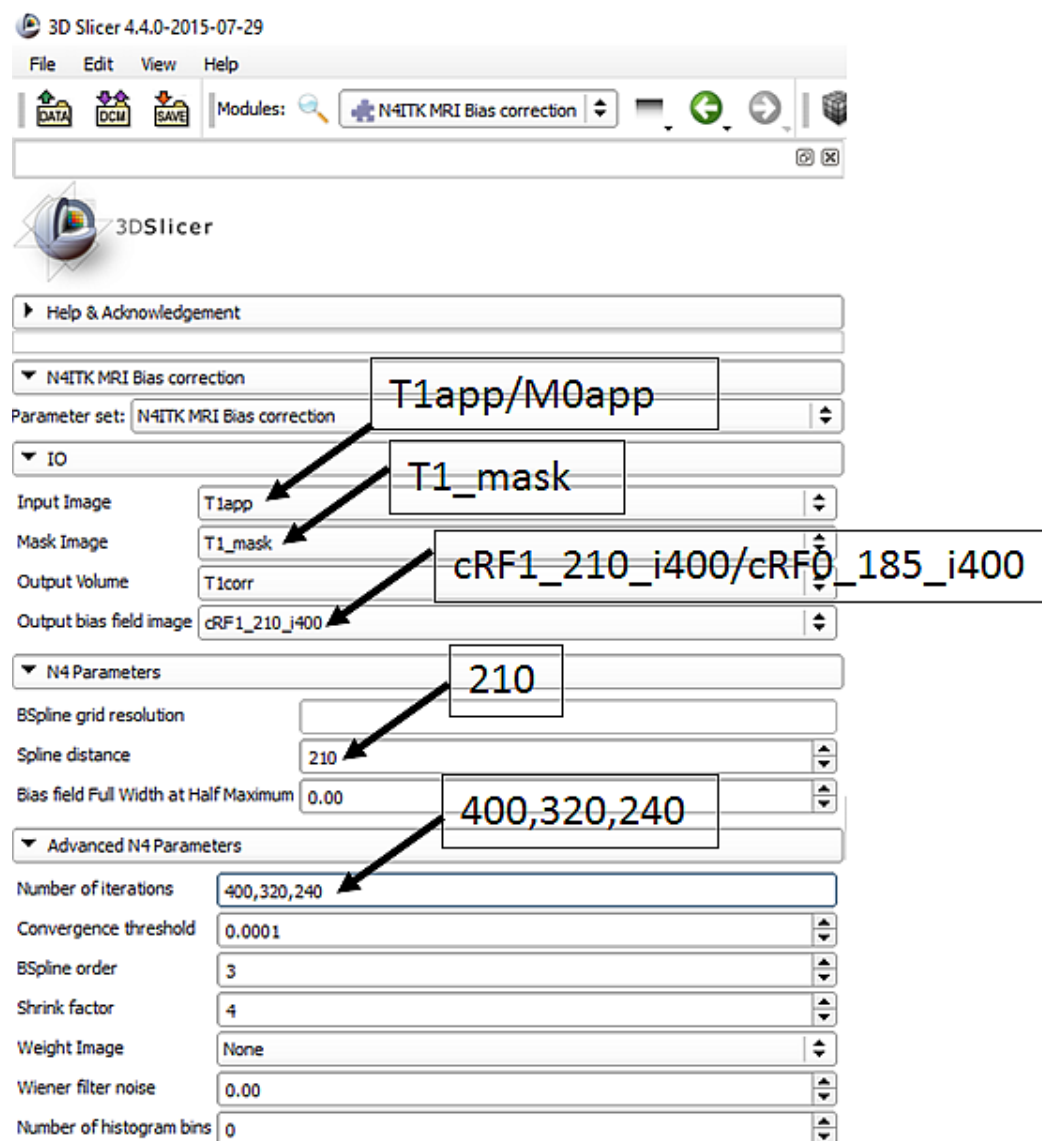 3D Slicer 4.4.0-2015-07-29
File Edit View Help
DATA DCM SAVE Modules: N4ITK MRI Bias correction
3DSlicer
Help & Acknowledgement
N4ITK MRI Bias correction
T1app/M0app
Parameter set: N4ITK MRI Bias correction
IO
T1_mask
Input Image T1app
Mask Image T1_mask
cRF1_210_i400/cRF0_185_i400
Output Volume T1corr
Output bias field image cRF1_210_i400
N4 Parameters
210
BSpline grid resolution
Spline distance 210
Bias field Full Width at Half Maximum 0.00
400,320,240
Advanced N4 Parameters
Number of iterations 400,320,240
Convergence threshold 0.0001
BSpline order 3
Shrink factor 4
Weight Image None
Wiener filter noise 0.00
Number of histogram bins 0